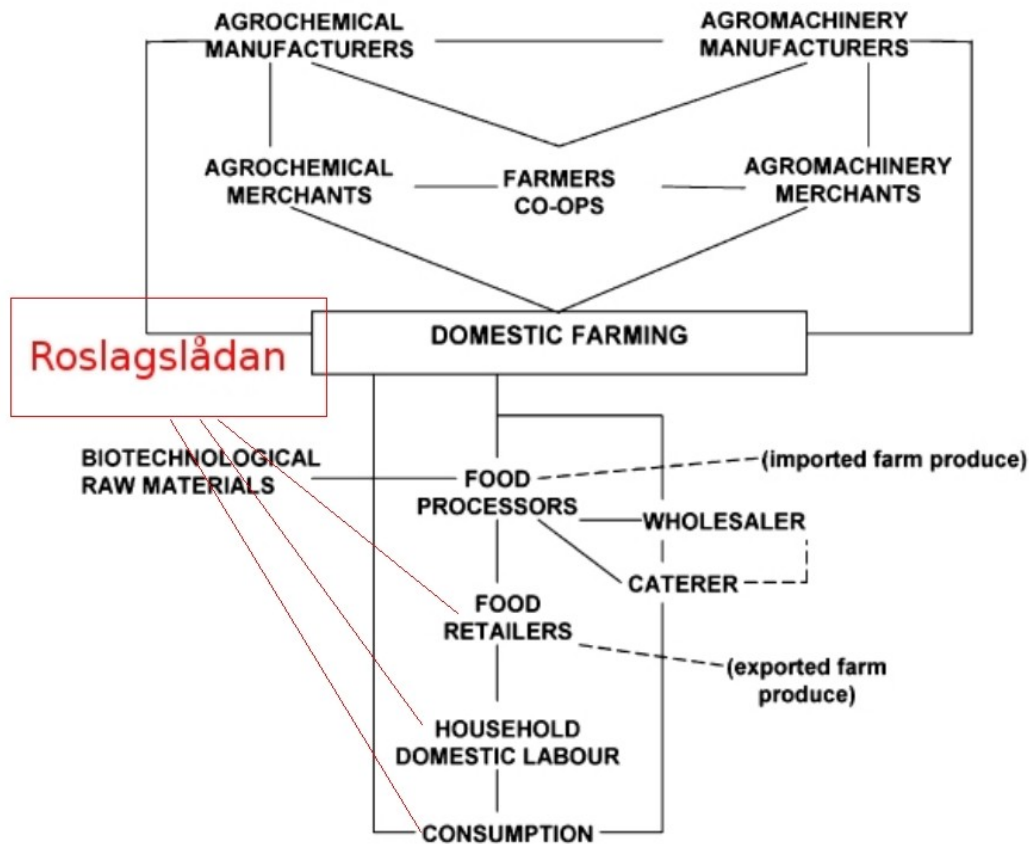 AGROCHEMICAL
MANUFACTURERS
AGROMACHINERY
MANUFACTURERS
AGROCHEMICAL
MERCHANTS
FARMERS
CO-OPS
AGROMACHINERY
MERCHANTS
DOMESTIC FARMING
Roslagslådan
BIOTECHNOLOGICAL
RAW MATERIALS
FOOD
PROCESSORS
(imported farm produce)
WHOLESALER
CATERER
FOOD
RETAILERS
(exported farm
produce)
HOUSEHOLD
DOMESTIC LABOUR
CONSUMPTION